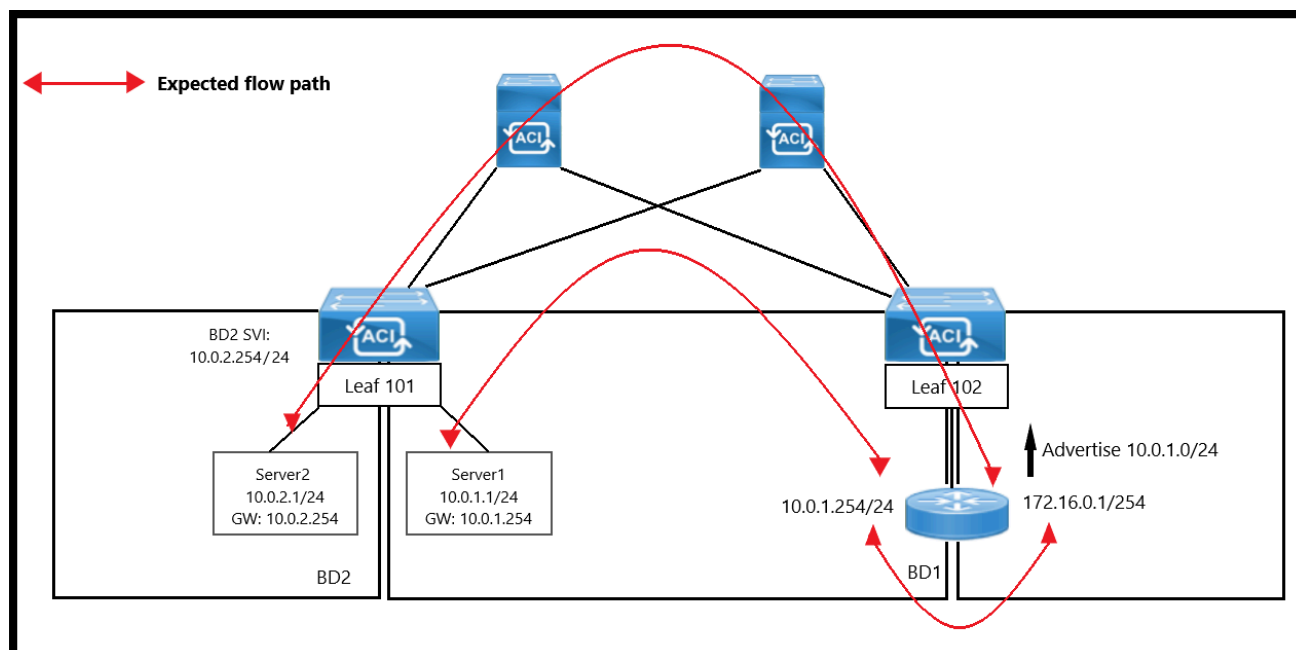 Expected flow path
ACI
ACI
BD2 SVI:
10.0.2.254/24
ACI
ACI
Leaf 101
Leaf 102
Server2
10.0.2.1/24
GW: 10.0.2.254
Server1
10.0.1.1/24
GW: 10.0.1.254
Advertise 10.0.1.0/24
10.0.1.254/24
172.16.0.1/254
BD2
BD1